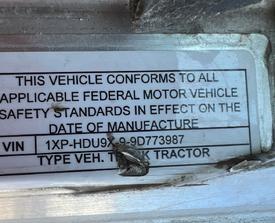 THIS VEHICLE CONFORMS TO ALL
APPLICABLE FEDERAL MOTOR VEHICLE
SAFETY STANDARDS IN EFFECT ON THE
DATE OF MANUFACTURE
VIN 1XP-HDU9X-9-9D773987
TYPE VEH. TRACTOR